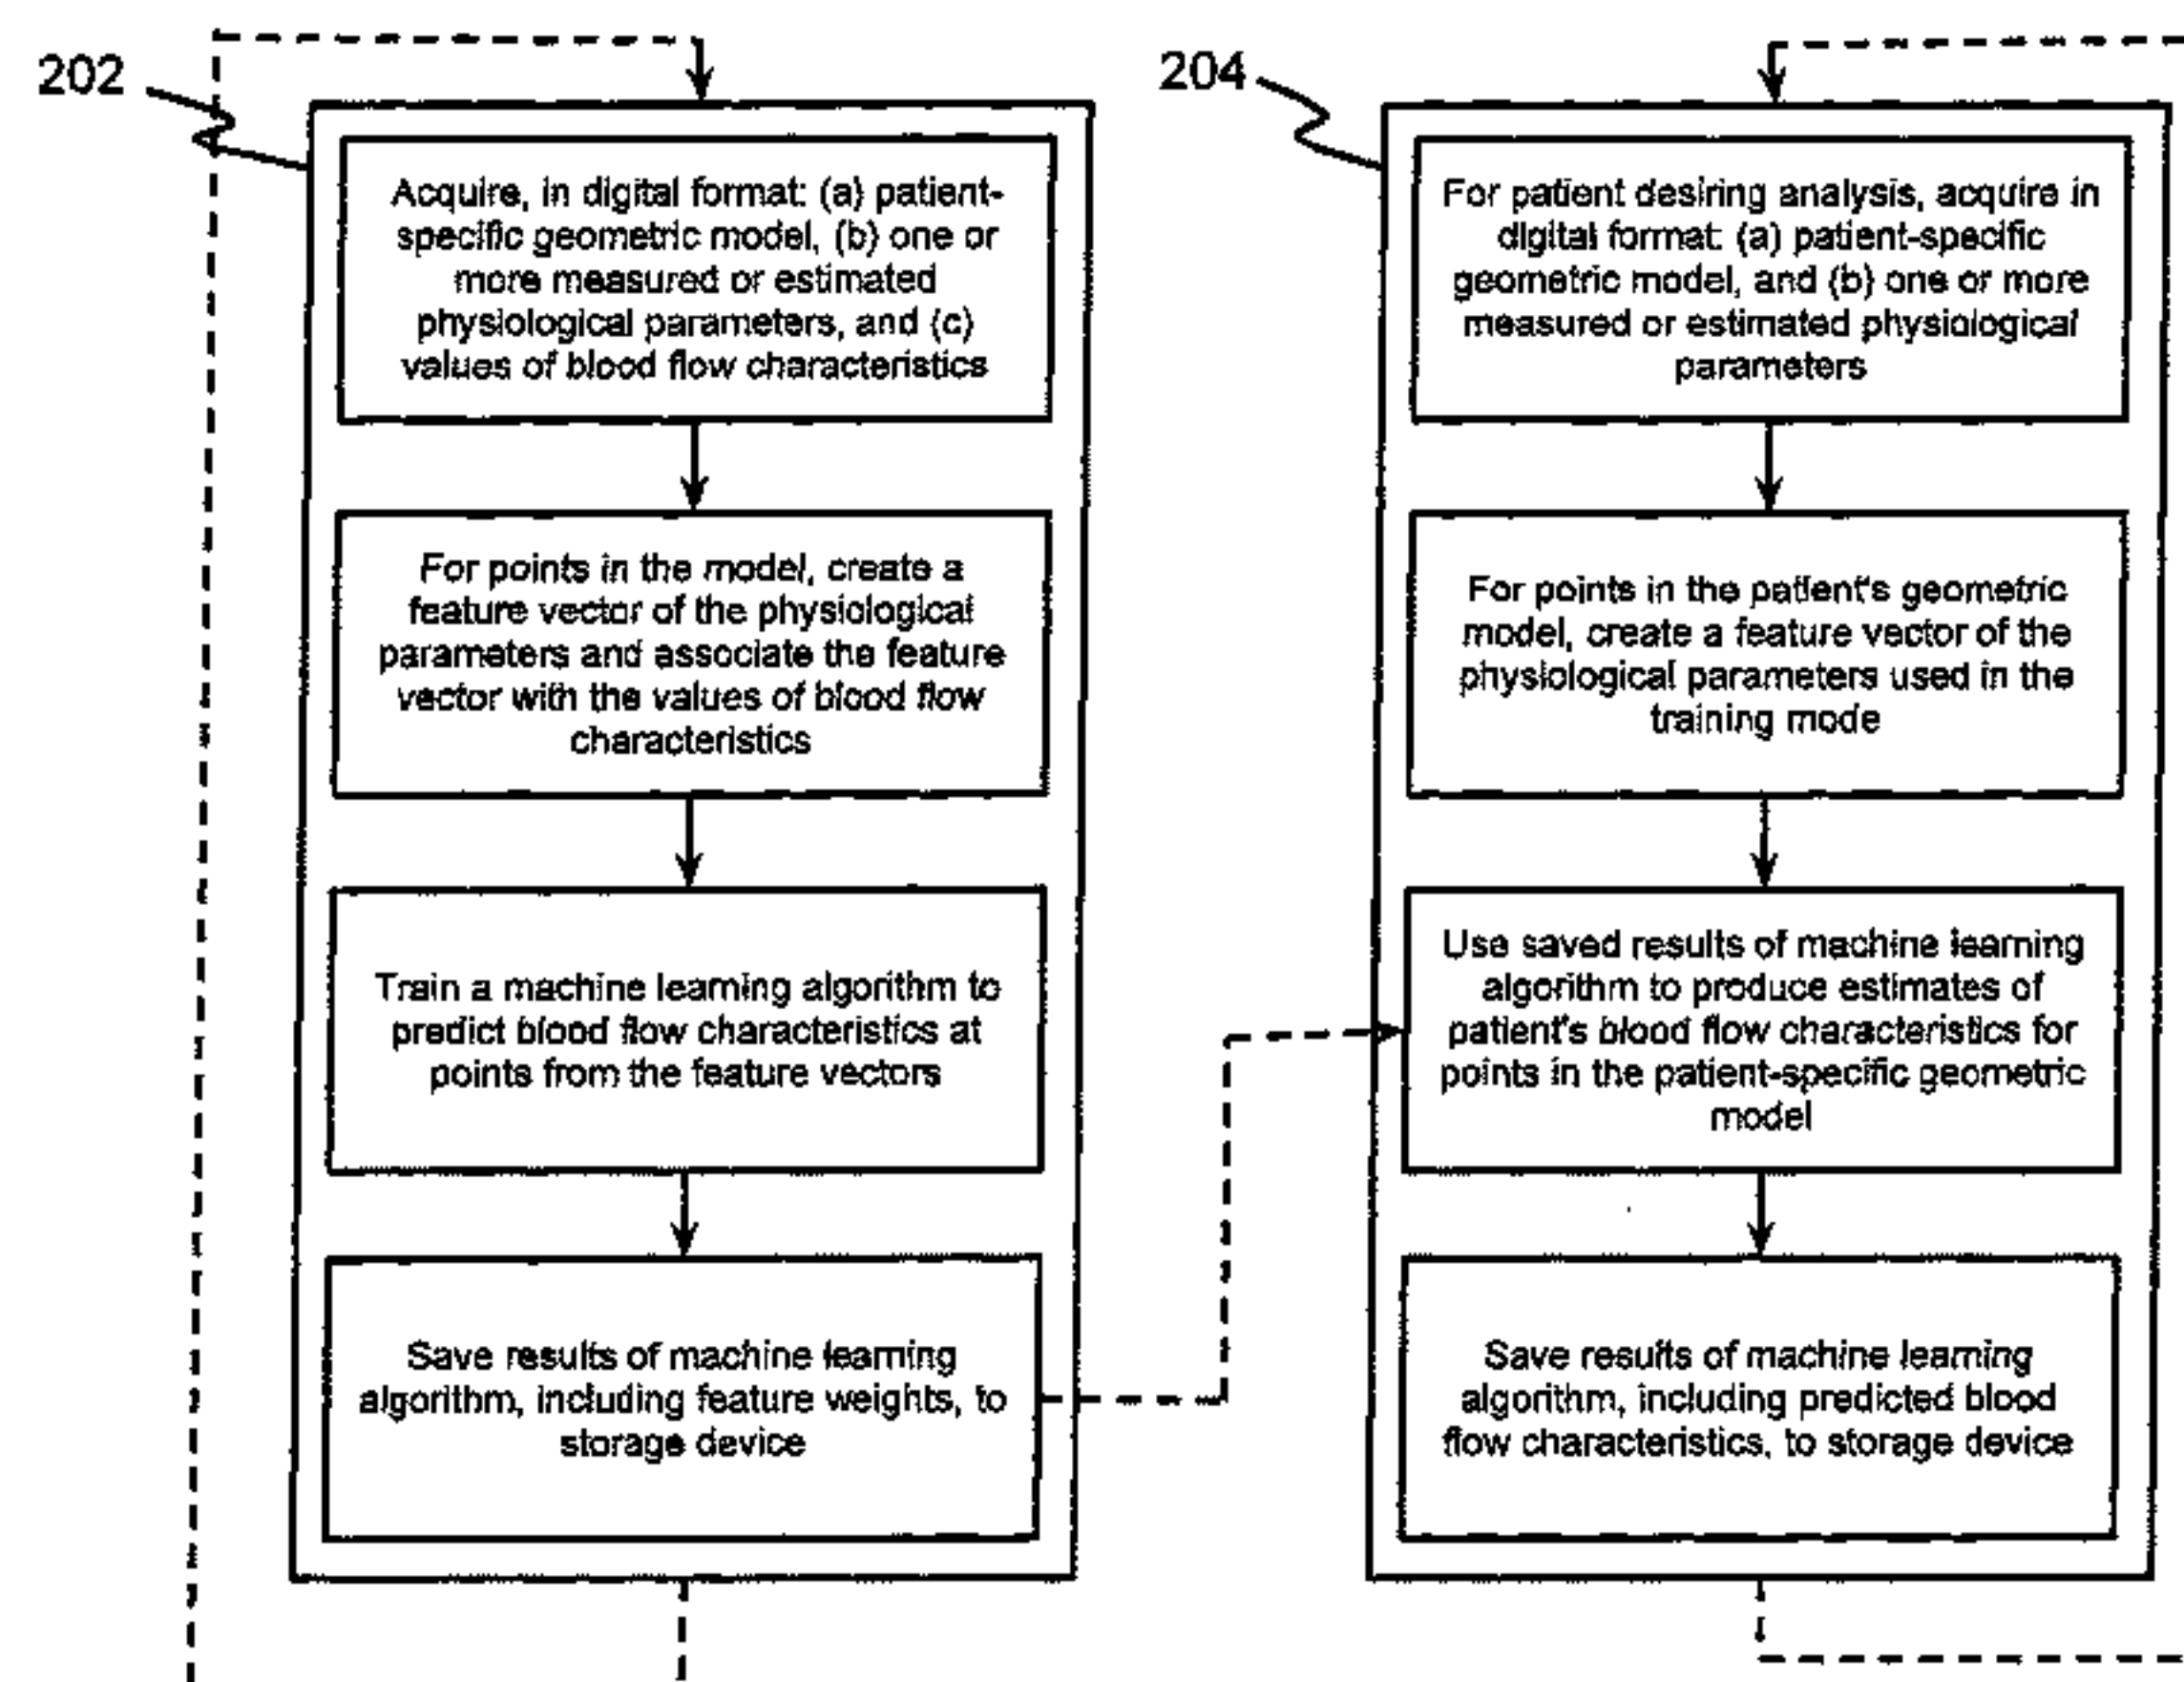 202
Acquire, in digital format: (a) patient-
specific geometric model, (b) one or
more measured or estimated
physiological parameters, and (c)
values of blood flow characteristics
For points in the model, create a
feature vector of the physiological
parameters and associate the feature
vector with the values of blood flow
characteristics
Train a machine learning algorithm to
predict blood flow characteristics at
points from the feature vectors
Save results of machine learning
algorithm, including feature weights, to
storage device
204
For patient desiring analysis, acquire in
digital format: (a) patient-specific
geometric model, and (b) one or more
measured or estimated physiological
parameters
For points in the patient's geometric
model, create a feature vector of the
physiological parameters used in the
training mode
Use saved results of machine learning
algorithm to produce estimates of
patient's blood flow characteristics for
points in the patient-specific geometric
model
Save results of machine learning
algorithm, including predicted blood
flow characteristics, to storage device